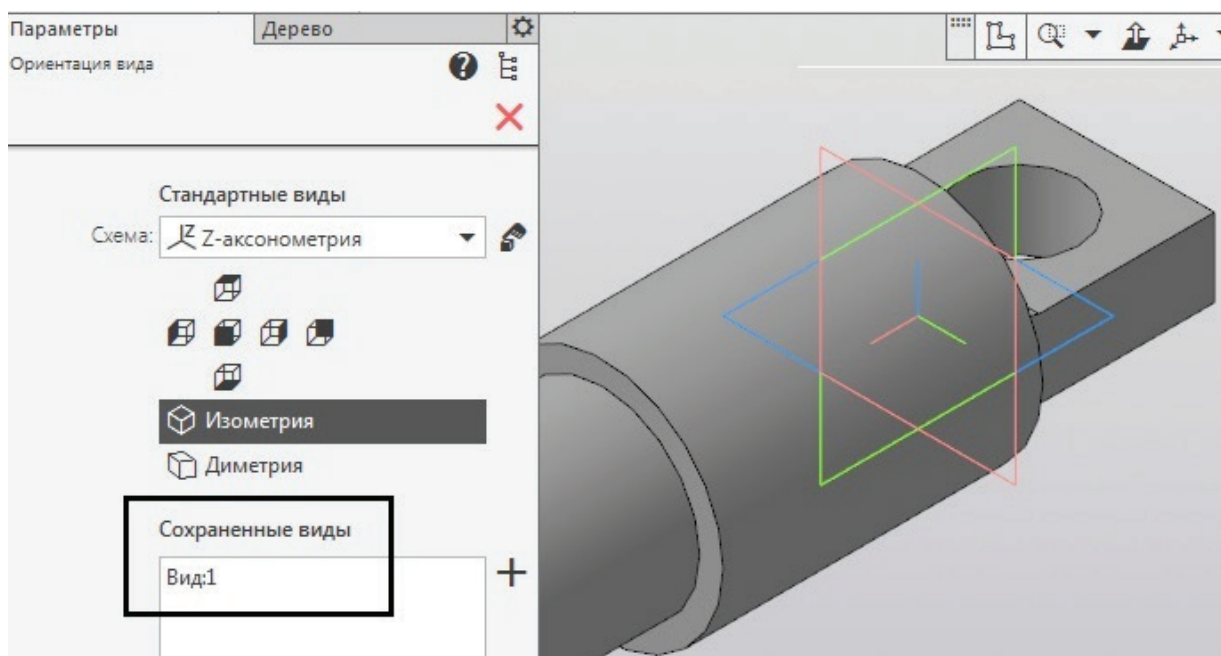 Параметры
Дерево
Ориентация вида
Стандартные виды
Схема: Z-аксонометрия
Изометрия
Диметрия
Сохраненные виды
Вид:1